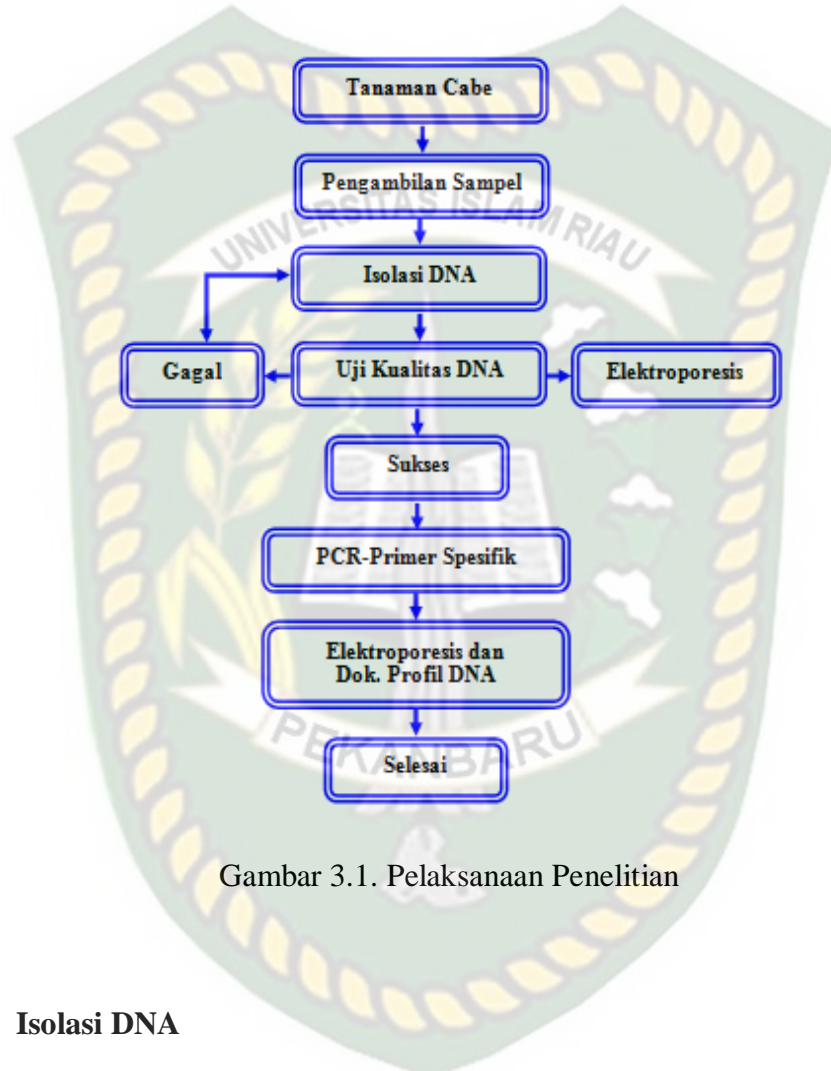 Tanaman Cabe
Pengambilan Sampel
UNIVERSITAS ISLAM RIAU
Isolasi DNA
Gagal
Uji Kualitas DNA
Elektroporesis
Sukses
PCR-Primer Spesifik
Elektroporesis dan
Dok. Profil DNA
PEKANBARU
Selesai
Gambar 3.1. Pelaksanaan Penelitian
Isolasi DNA